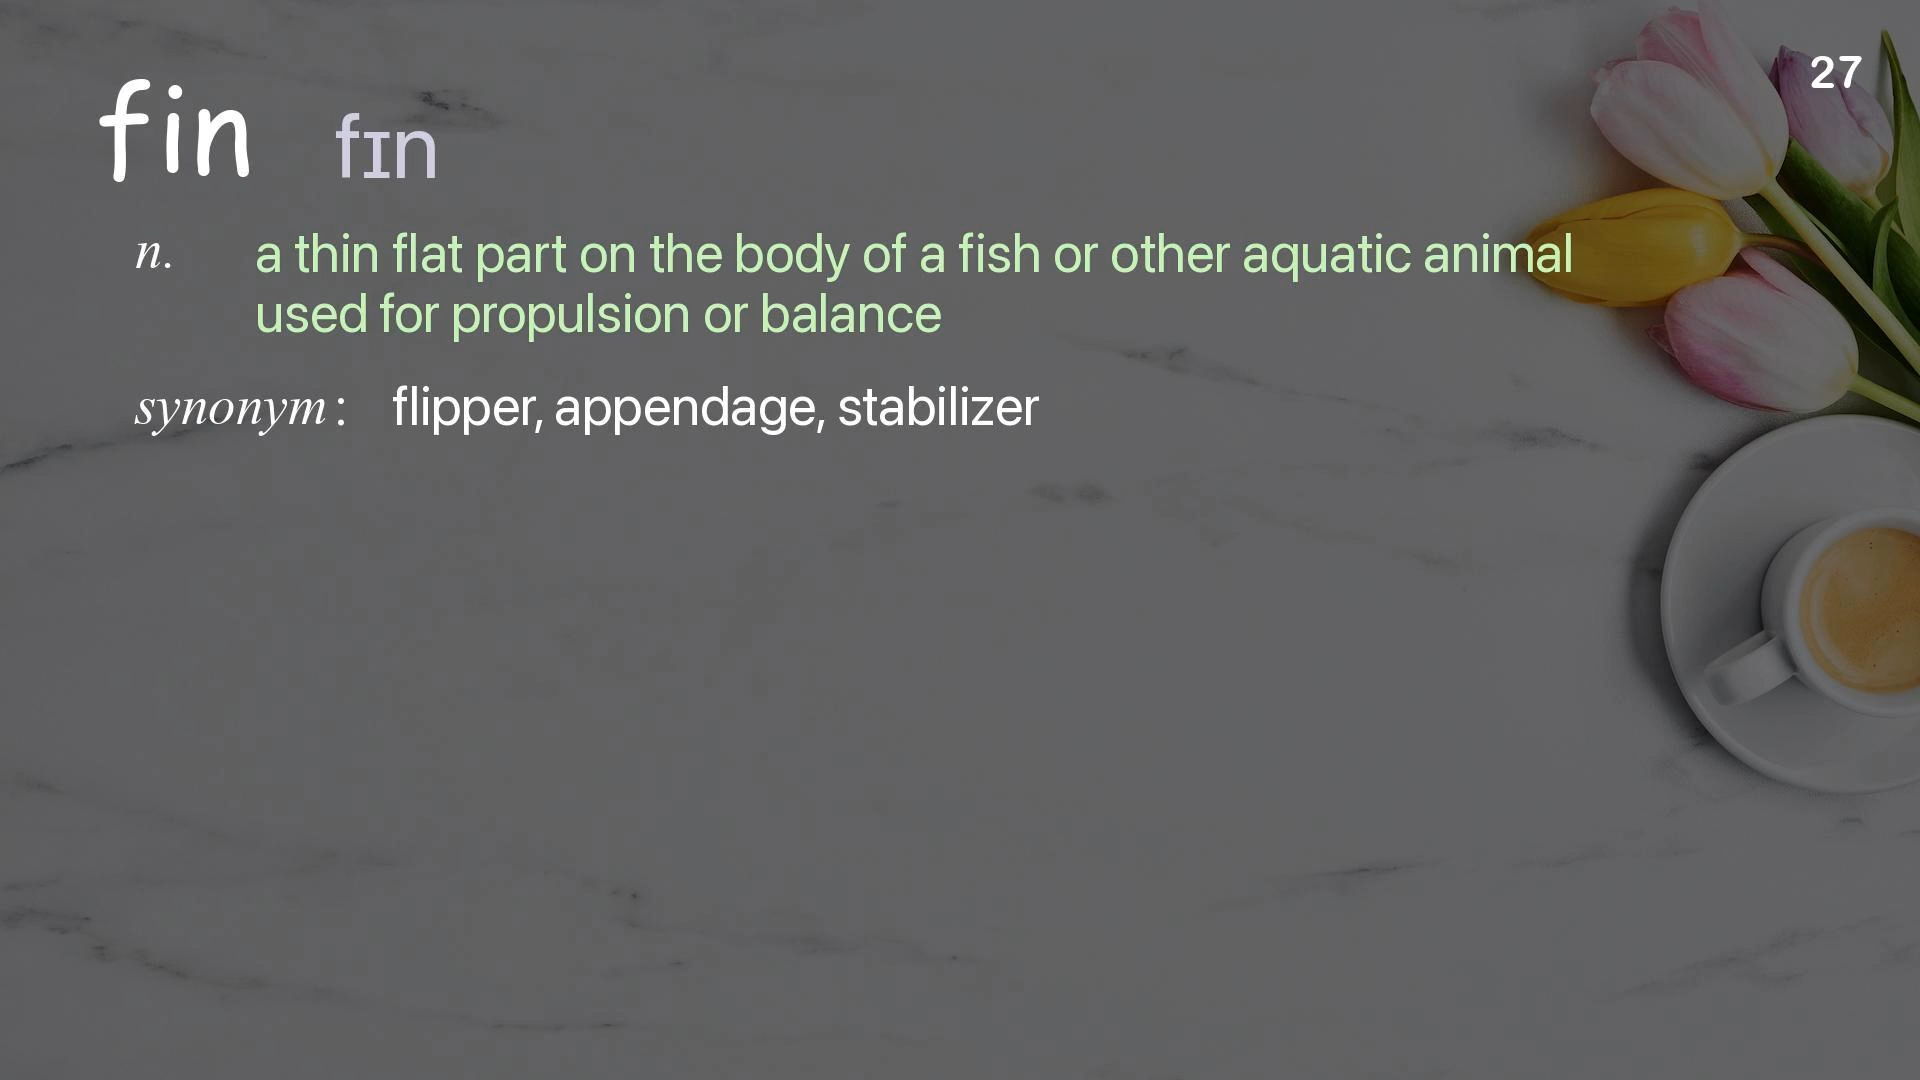 27
fin fɪn
n. a thin flat part on the body of a fish or other aquatic animal
used for propulsion or balance
synonym : flipper, appendage, stabilizer